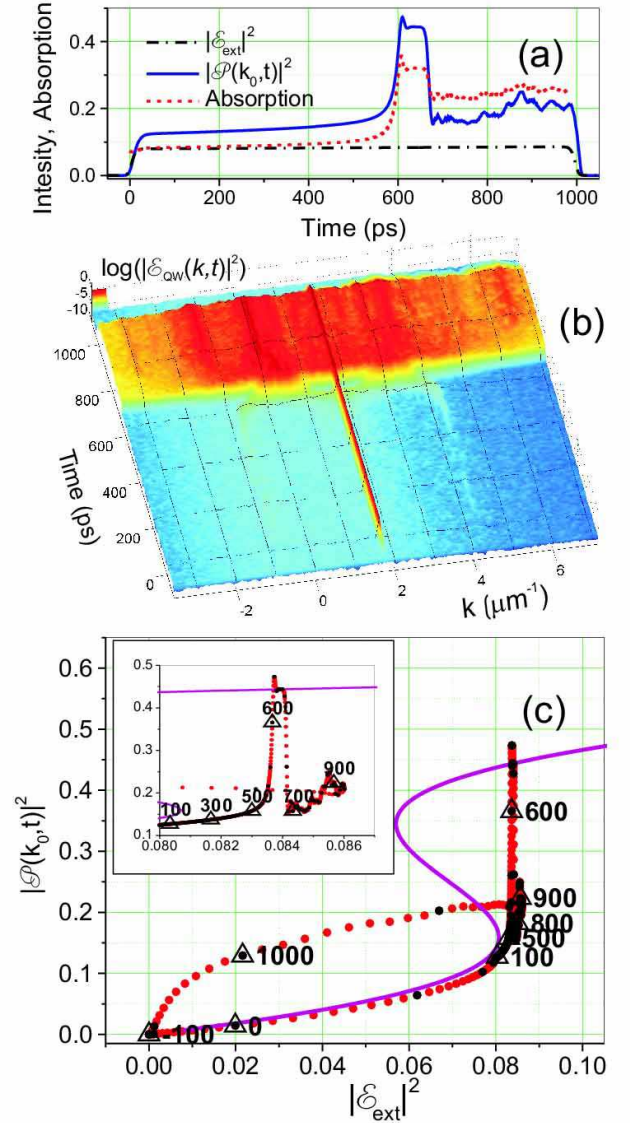 (a)
|ℰext|²
|𝒫(k₀,t)|²
Absorption
Intesity, Absorption
0.4
0.2
0.0
0 200 400 600 800 1000
Time (ps)
(b)
log(|ℰQW(k,t)|²)
0
-5
-10
1000
800
600
400
200
0
Time (ps)
-2 0 2 4 6
k (μm⁻¹)
(c)
|𝒫(k₀,t)|²
0.6
0.5
0.4
0.3
0.2
0.1
0.0
0.5
0.4
0.3
0.2
0.1
600
900
100 300 500 700
0.080 0.082 0.084 0.086
600
900
800
500
100
1000
-100 0
0.00 0.02 0.04 0.06 0.08 0.10
|ℰext|²